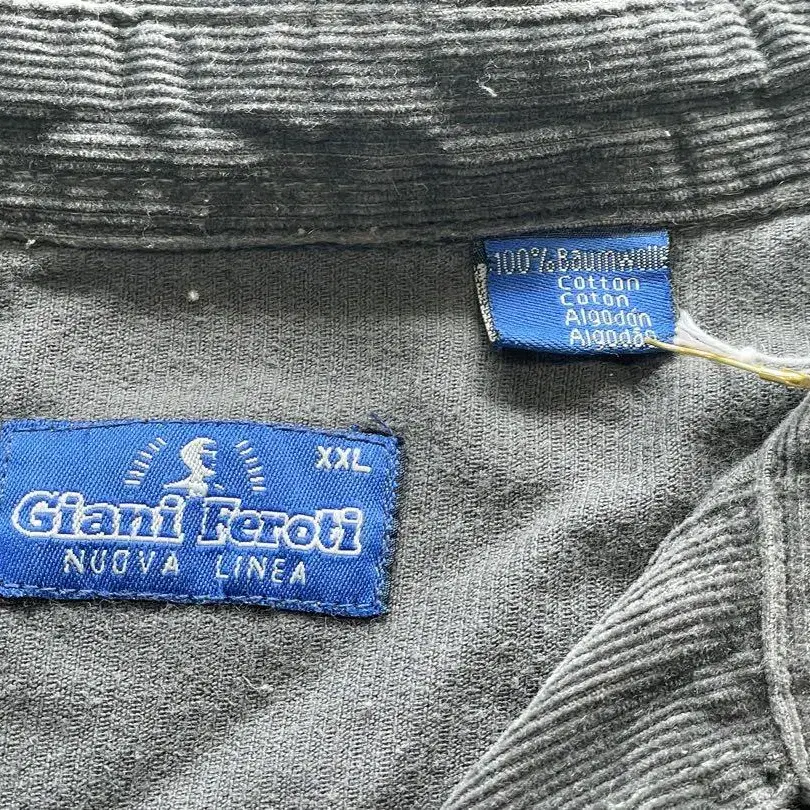 100% Baumwolle
Cotton
Coton
Algodón
Algodão
XXL
Giani Feroti
NUOVA LINEA